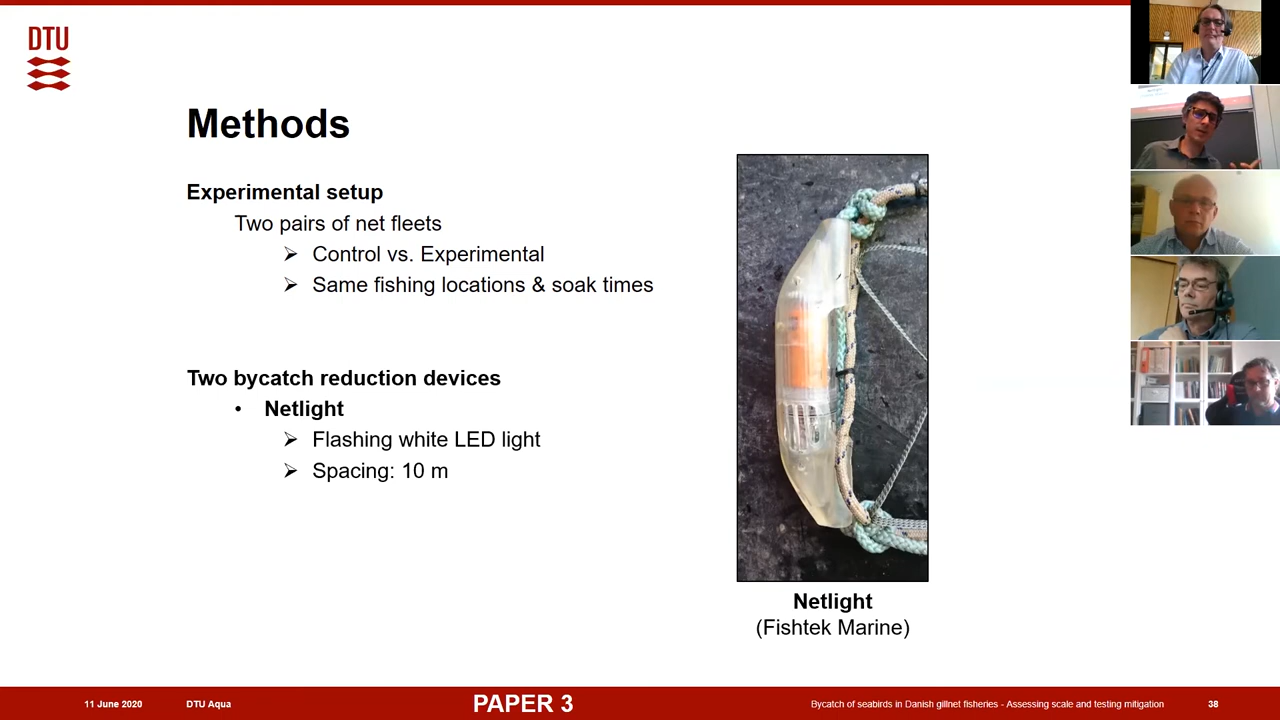 DTU
Methods
Experimental setup
Two pairs of net fleets
➢ Control vs. Experimental
➢ Same fishing locations & soak times
Two bycatch reduction devices
• Netlight
➢ Flashing white LED light
➢ Spacing: 10 m
Netlight
(Fishtek Marine)
11 June 2020
DTU Aqua
PAPER 3
Bycatch of seabirds in Danish gillnet fisheries - Assessing scale and testing mitigation
38